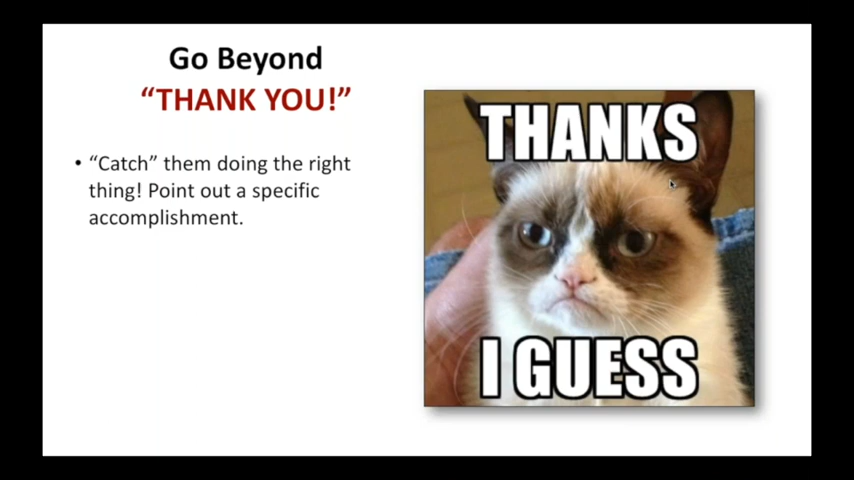 Go Beyond
“THANK YOU!”
• “Catch” them doing the right
thing! Point out a specific
accomplishment.
THANKS
I GUESS